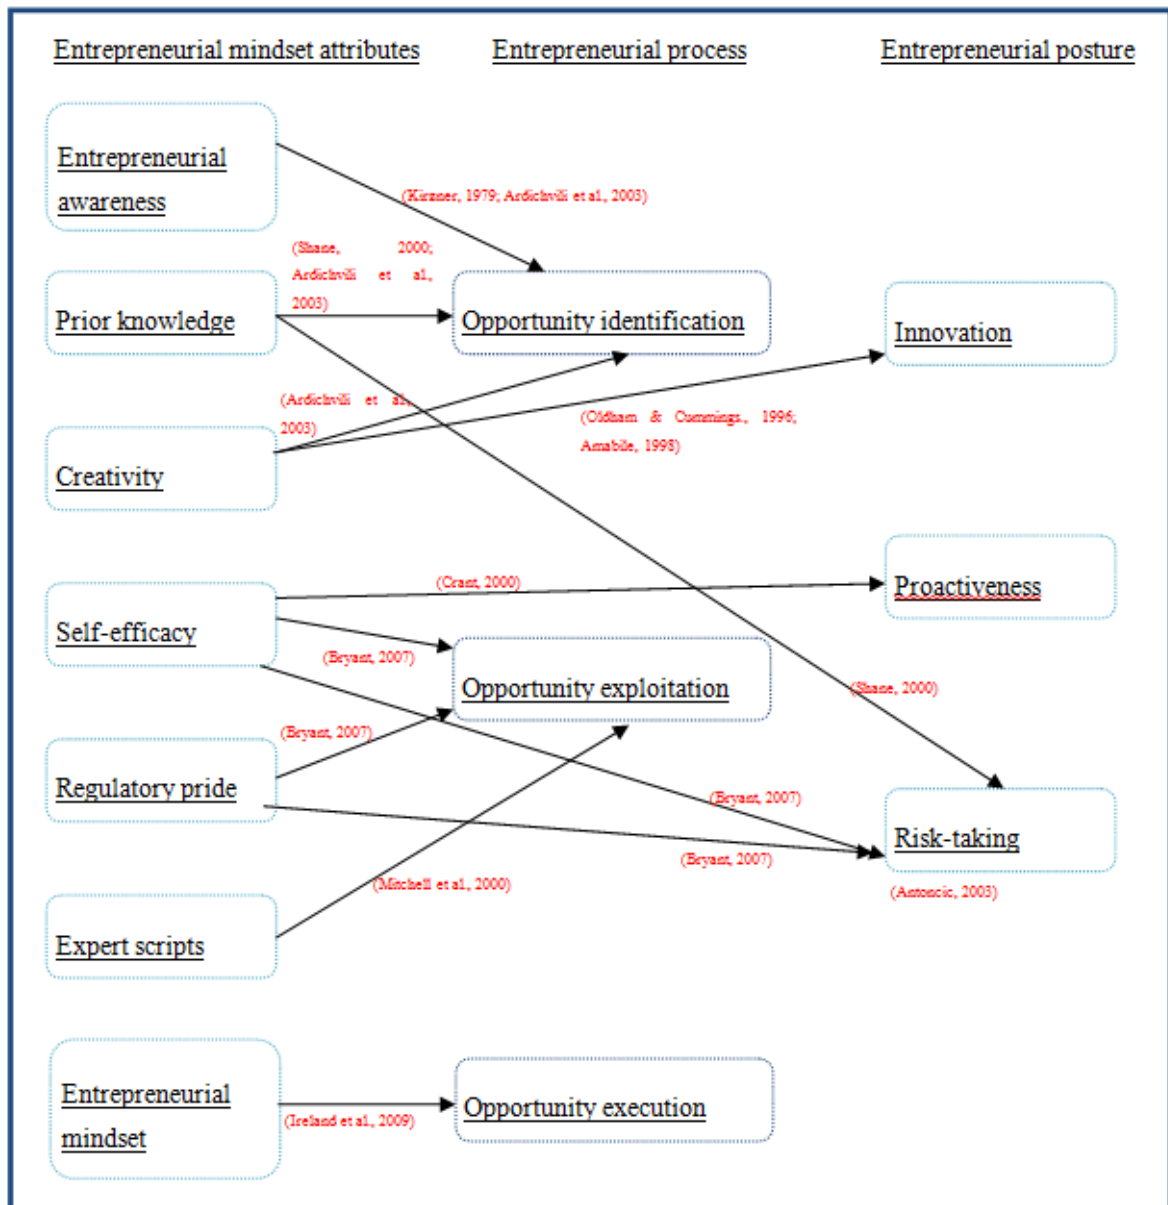 Entrepreneurial mindset attributes
Entrepreneurial process
Entrepreneurial posture
Entrepreneurial
awareness
(Kirzner, 1979; Ardichvili et al., 2003)
(Shane, 2000;
Ardichvili et al.,
2003)
Prior knowledge
Opportunity identification
Innovation
(Ardichvili et al.,
2003)
(Oldham & Cummings., 1996;
Amabile, 1998)
Creativity
(Crant, 2000)
Proactiveness
Self-efficacy
(Bryant, 2007)
Opportunity exploitation
(Shane, 2000)
(Bryant, 2007)
Regulatory pride
(Bryant, 2007)
Risk-taking
(Bryant, 2007)
(Mitchell et al., 2000)
(Antoncic, 2003)
Expert scripts
Entrepreneurial
mindset
Opportunity execution
(Ireland et al., 2009)